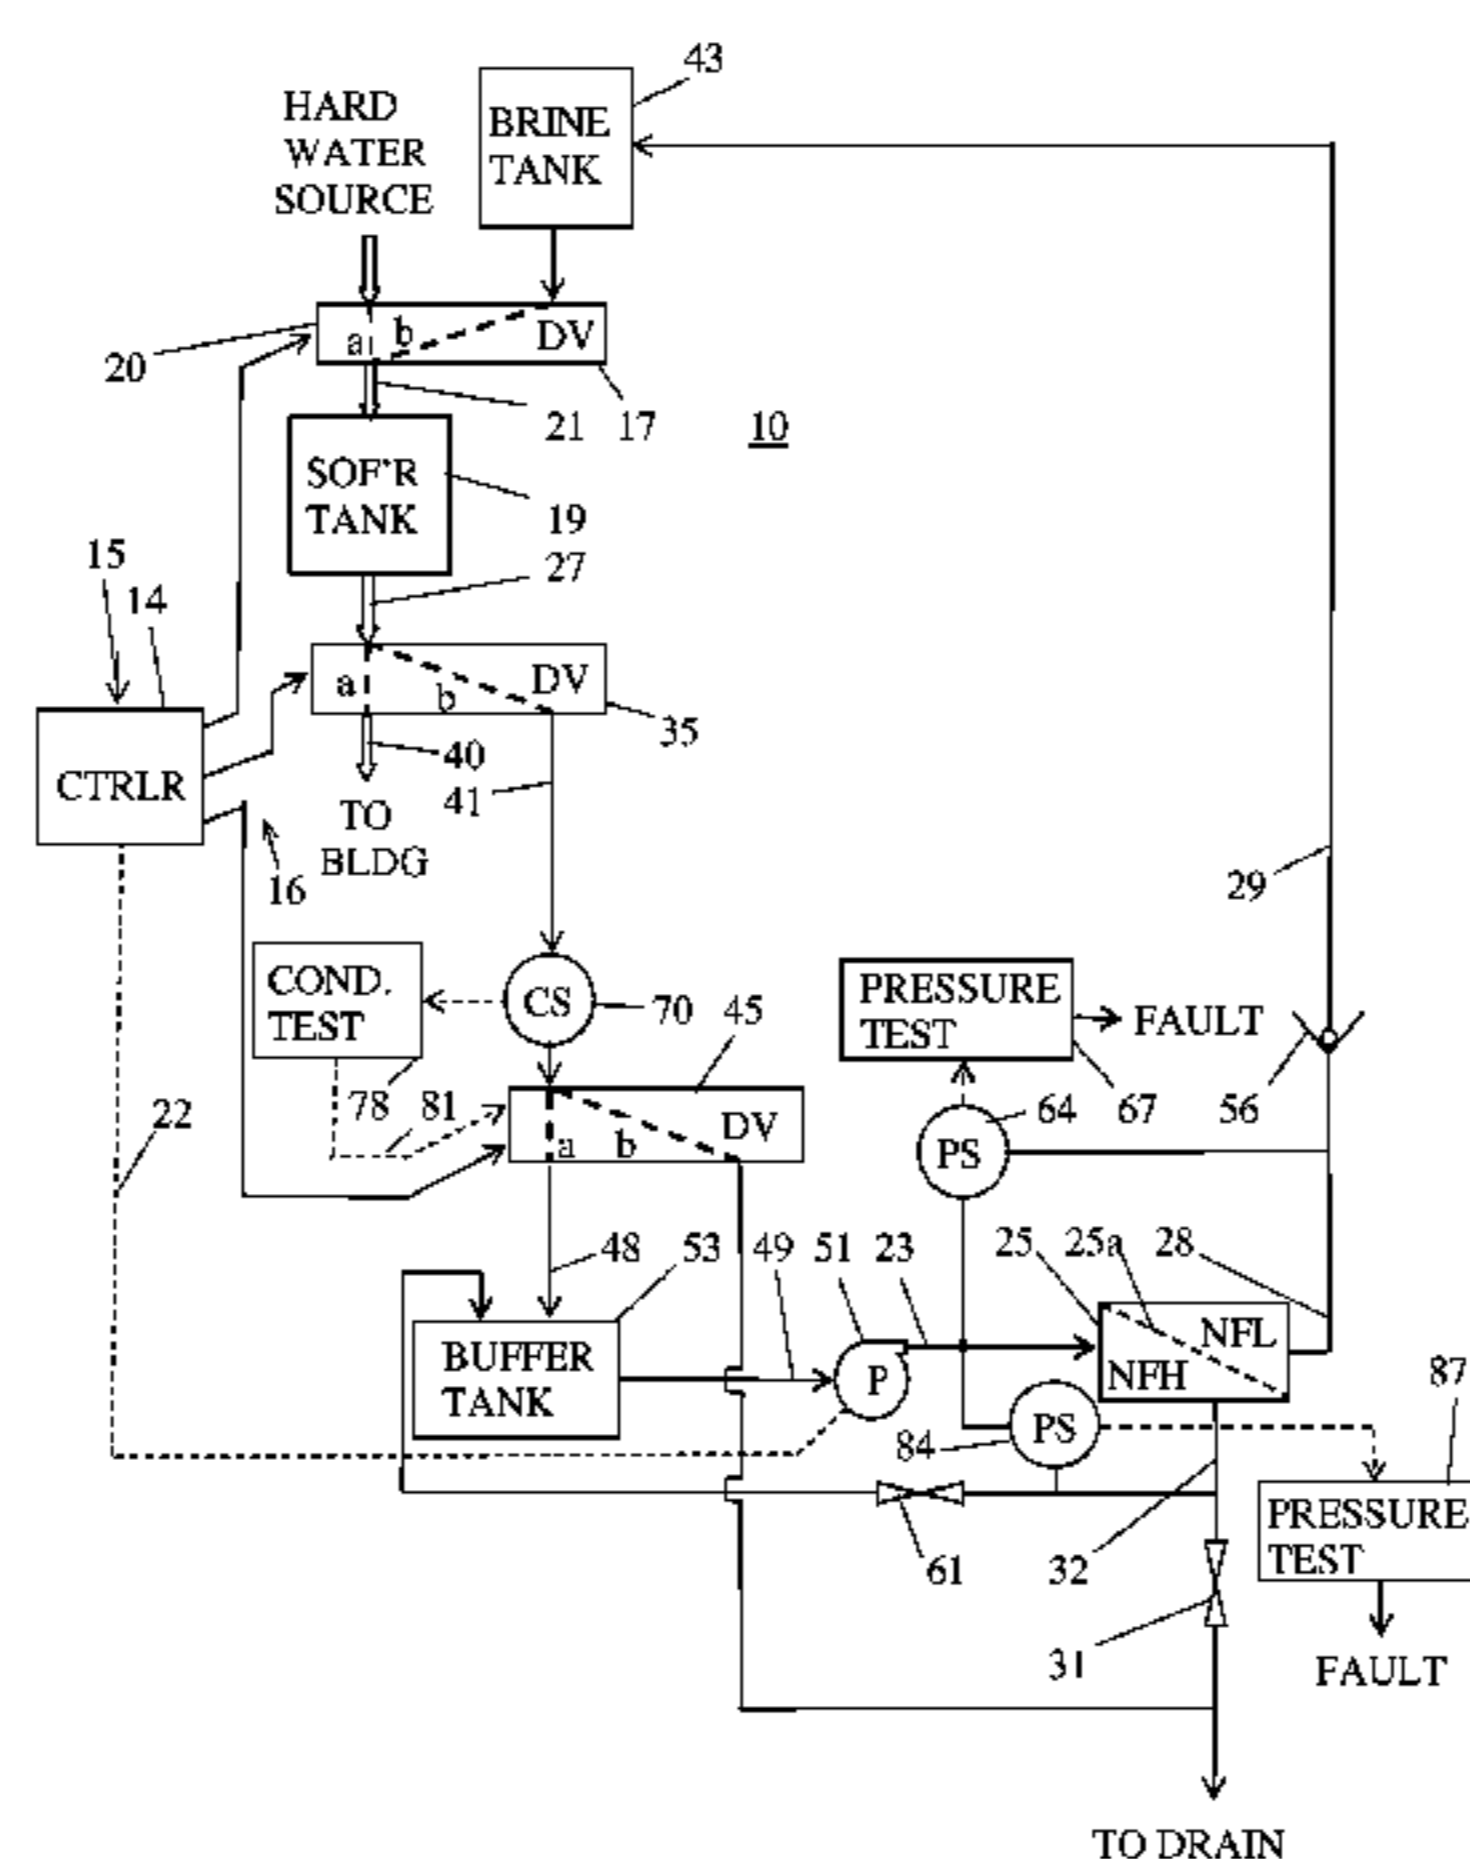 43
HARD
WATER
SOURCE
BRINE
TANK
a
b
DV
20
21
17
10
SOF'R
TANK
19
27
15
14
a
b
DV
35
40
41
CTRLR
TO
BLDG
16
29
COND.
TEST
CS
70
45
PRESSURE
TEST
FAULT
22
78
81
64
67
56
a
b
DV
PS
48
53
49
51
23
25
25a
28
BUFFER
TANK
P
NFL
NFH
87
PS
84
61
32
PRESSURE
TEST
31
FAULT
TO DRAIN